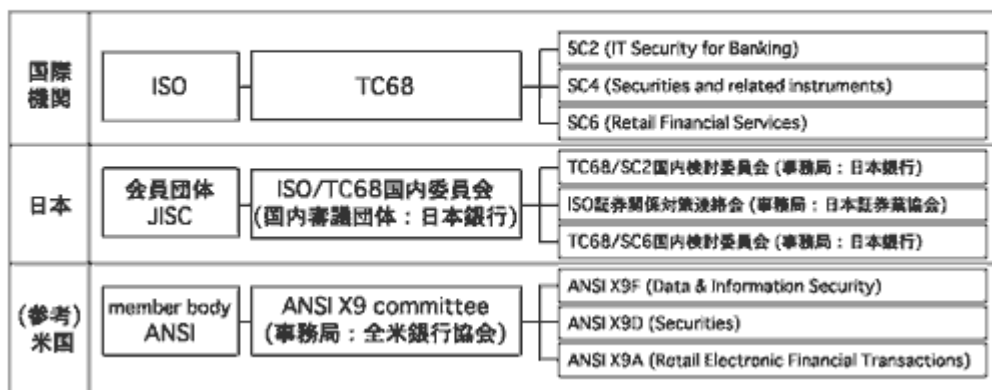 国際
機関
ISO
TC68
SC2 (IT Security for Banking)
SC4 (Securities and related instruments)
SC6 (Retail Financial Services)
日本
会員団体
JISC
ISO/TC68国内委員会
(国内審議団体：日本銀行)
TC68/SC2国内検討委員会 (事務局：日本銀行)
ISO証券関係対策連絡会 (事務局：日本証券業協会)
TC68/SC6国内検討委員会 (事務局：日本銀行)
(参考)
米国
member body
ANSI
ANSI X9 committee
(事務局：全米銀行協会)
ANSI X9F (Data & Information Security)
ANSI X9D (Securities)
ANSI X9A (Retail Electronic Financial Transactions)